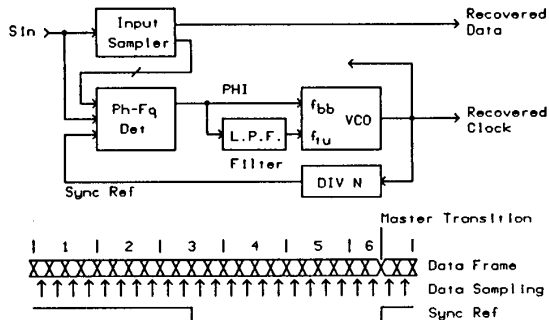 SIn
Input Sampler
Recovered Data
Ph-Fq Det
PHI
fbb
VCO
ftu
L.P.F.
Filter
Recovered Clock
Sync Ref
DIV N
Master Transition
1 2 3 4 5 6
Data Frame
Data Sampling
Sync Ref